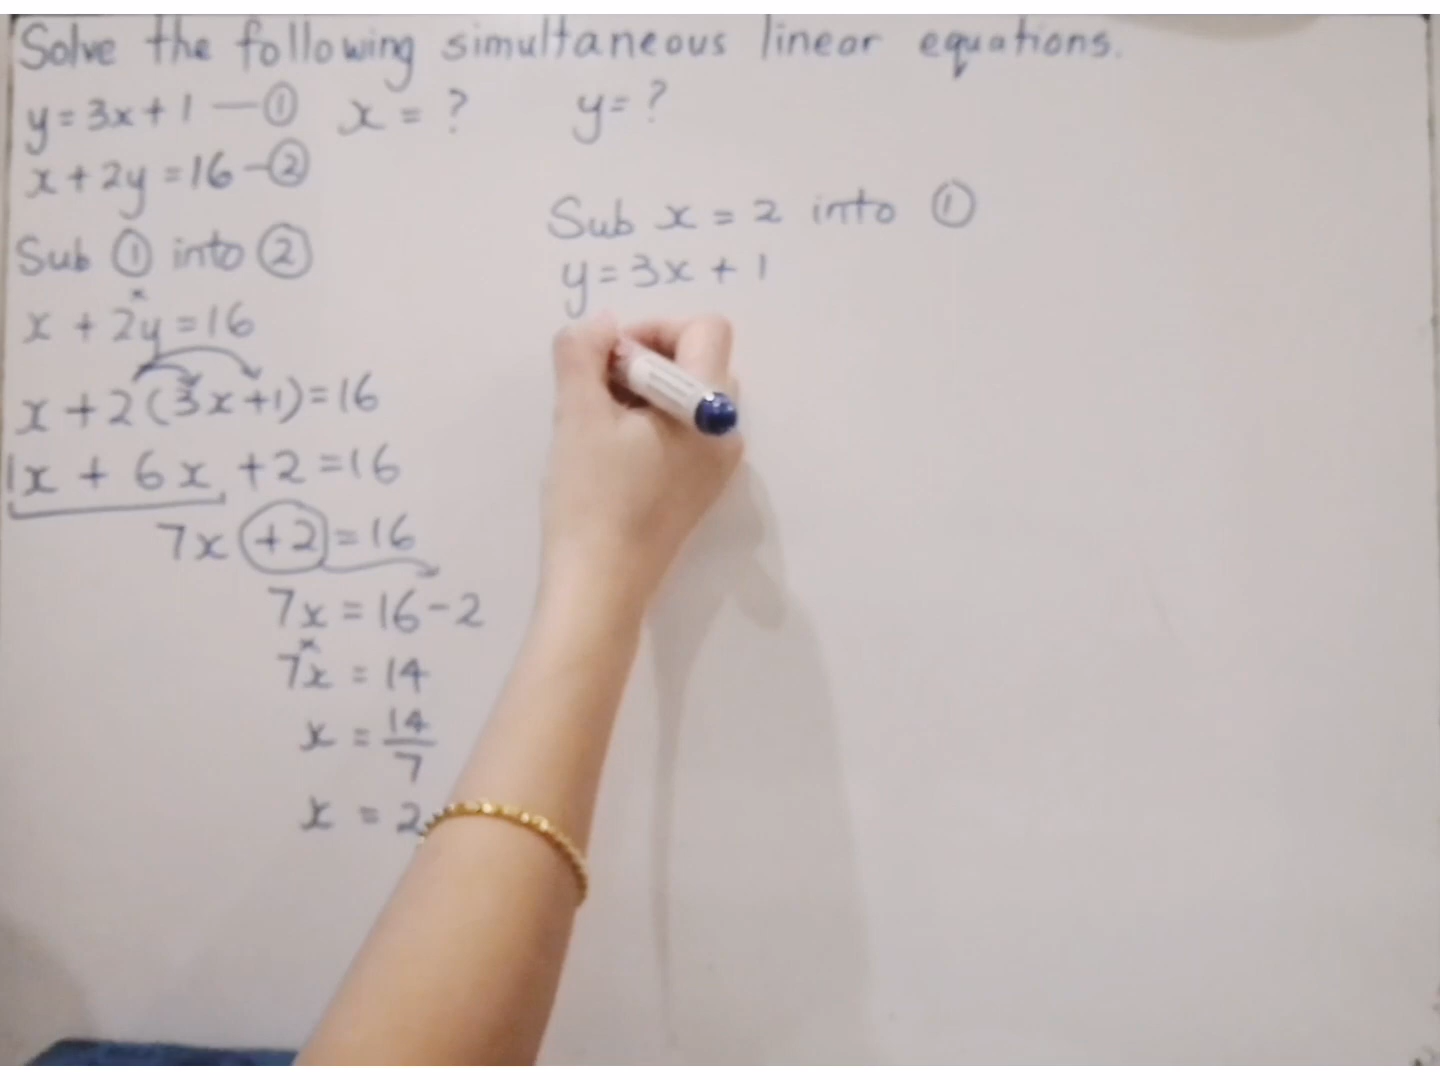 Solve the following simultaneous linear equations.
y = 3x + 1 — ① x = ? y = ?
x + 2y = 16 — ②
Sub ① into ②
x + 2y = 16
x + 2(3x + 1) = 16
1x + 6x + 2 = 16
7x + 2 = 16
7x = 16 - 2
7x = 14
x = 14/7
x = 2
Sub x = 2 into ①
y = 3x + 1